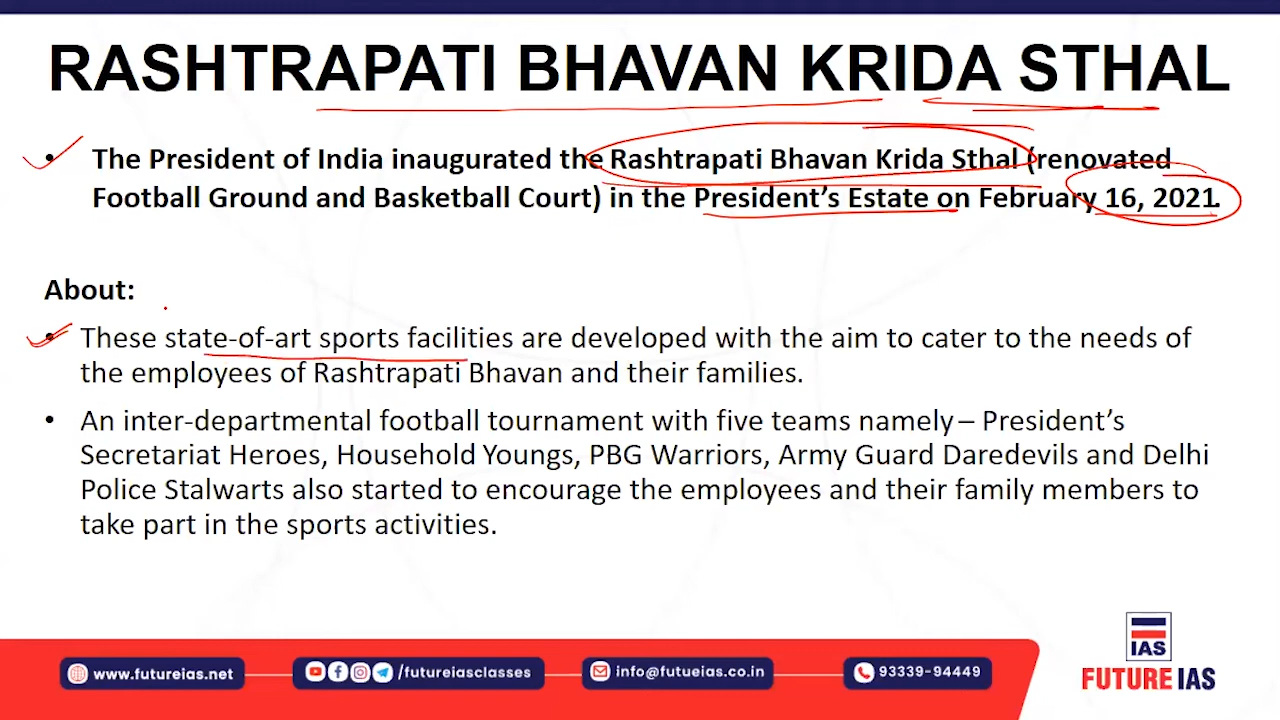 RASHTRAPATI BHAVAN KRIDA STHAL
• The President of India inaugurated the Rashtrapati Bhavan Krida Sthal (renovated
Football Ground and Basketball Court) in the President's Estate on February 16, 2021.
About:
• These state-of-art sports facilities are developed with the aim to cater to the needs of
the employees of Rashtrapati Bhavan and their families.
• An inter-departmental football tournament with five teams namely – President's
Secretariat Heroes, Household Youngs, PBG Warriors, Army Guard Daredevils and Delhi
Police Stalwarts also started to encourage the employees and their family members to
take part in the sports activities.
IAS
FUTURE IAS
www.futureias.net
/futureiasclasses
info@futueias.co.in
93339-94449